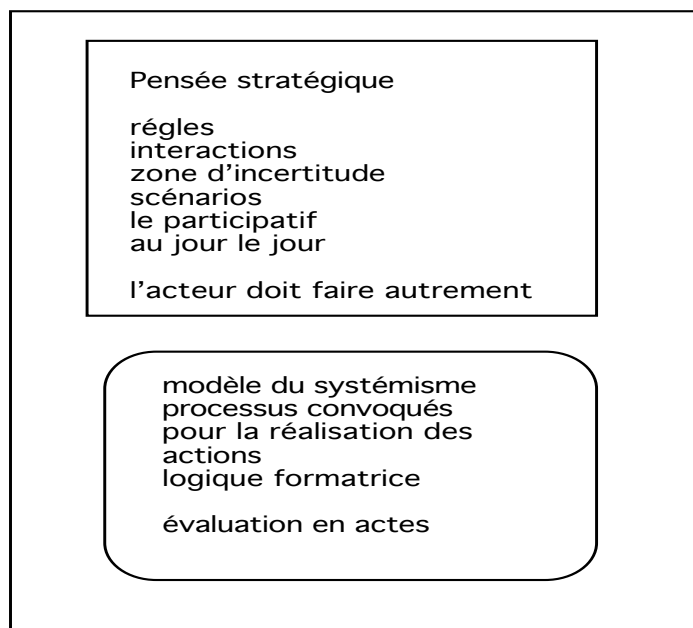 Pensée stratégique
régles
interactions
zone d'incertitude
scénarios
le participatif
au jour le jour
l'acteur doit faire autrement
modèle du systémisme
processus convoqués
pour la réalisation des
actions
logique formatrice
évaluation en actes